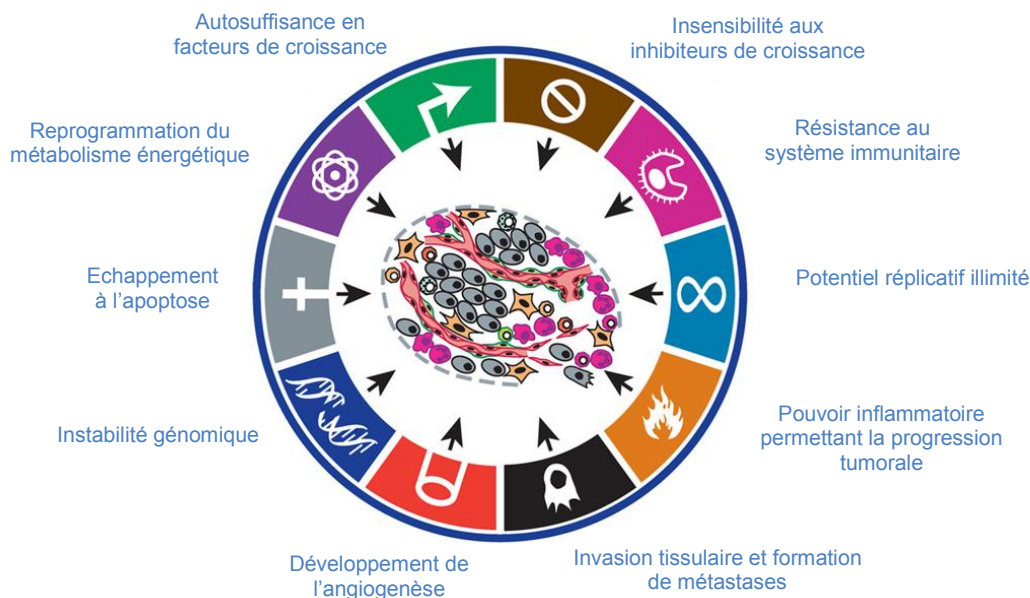 Autosuffisance en
facteurs de croissance
Insensibilité aux
inhibiteurs de croissance
Reprogrammation du
métabolisme énergétique
Résistance au
système immunitaire
Echappement
à l’apoptose
Potentiel réplicatif illimité
Instabilité génomique
Pouvoir inflammatoire
permettant la progression
tumorale
Développement de
l’angiogenèse
Invasion tissulaire et formation
de métastases